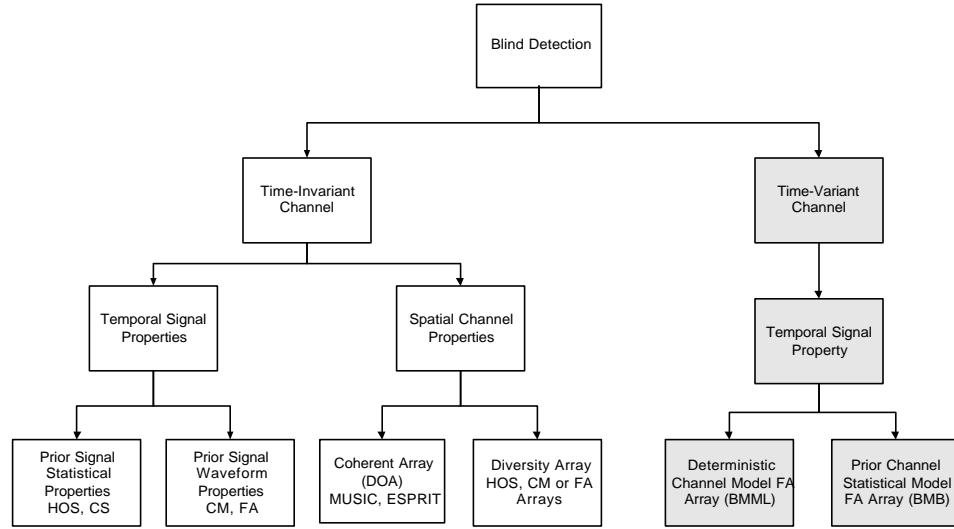 Blind Detection
Time-Invariant
Channel
Time-Variant
Channel
Temporal Signal
Properties
Spatial Channel
Properties
Temporal Signal
Property
Prior Signal
Statistical
Properties
HOS, CS
Prior Signal
Waveform
Properties
CM, FA
Coherent Array
(DOA)
MUSIC, ESPRIT
Diversity Array
HOS, CM or FA
Arrays
Deterministic
Channel Model FA
Array (BMML)
Prior Channel
Statistical Model
FA Array (BMB)